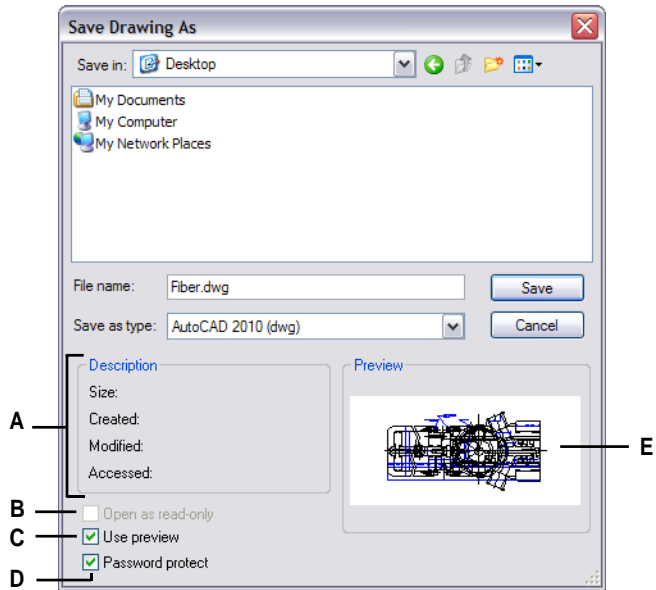 Save Drawing As
Save in: Desktop
My Documents
My Computer
My Network Places
File name: Fiber.dwg Save
Save as type: AutoCAD 2010 (dwg) Cancel
Description Preview
Size:
Created:
A
Modified:
E
Accessed:
B Open as read-only
C Use preview
D Password protect